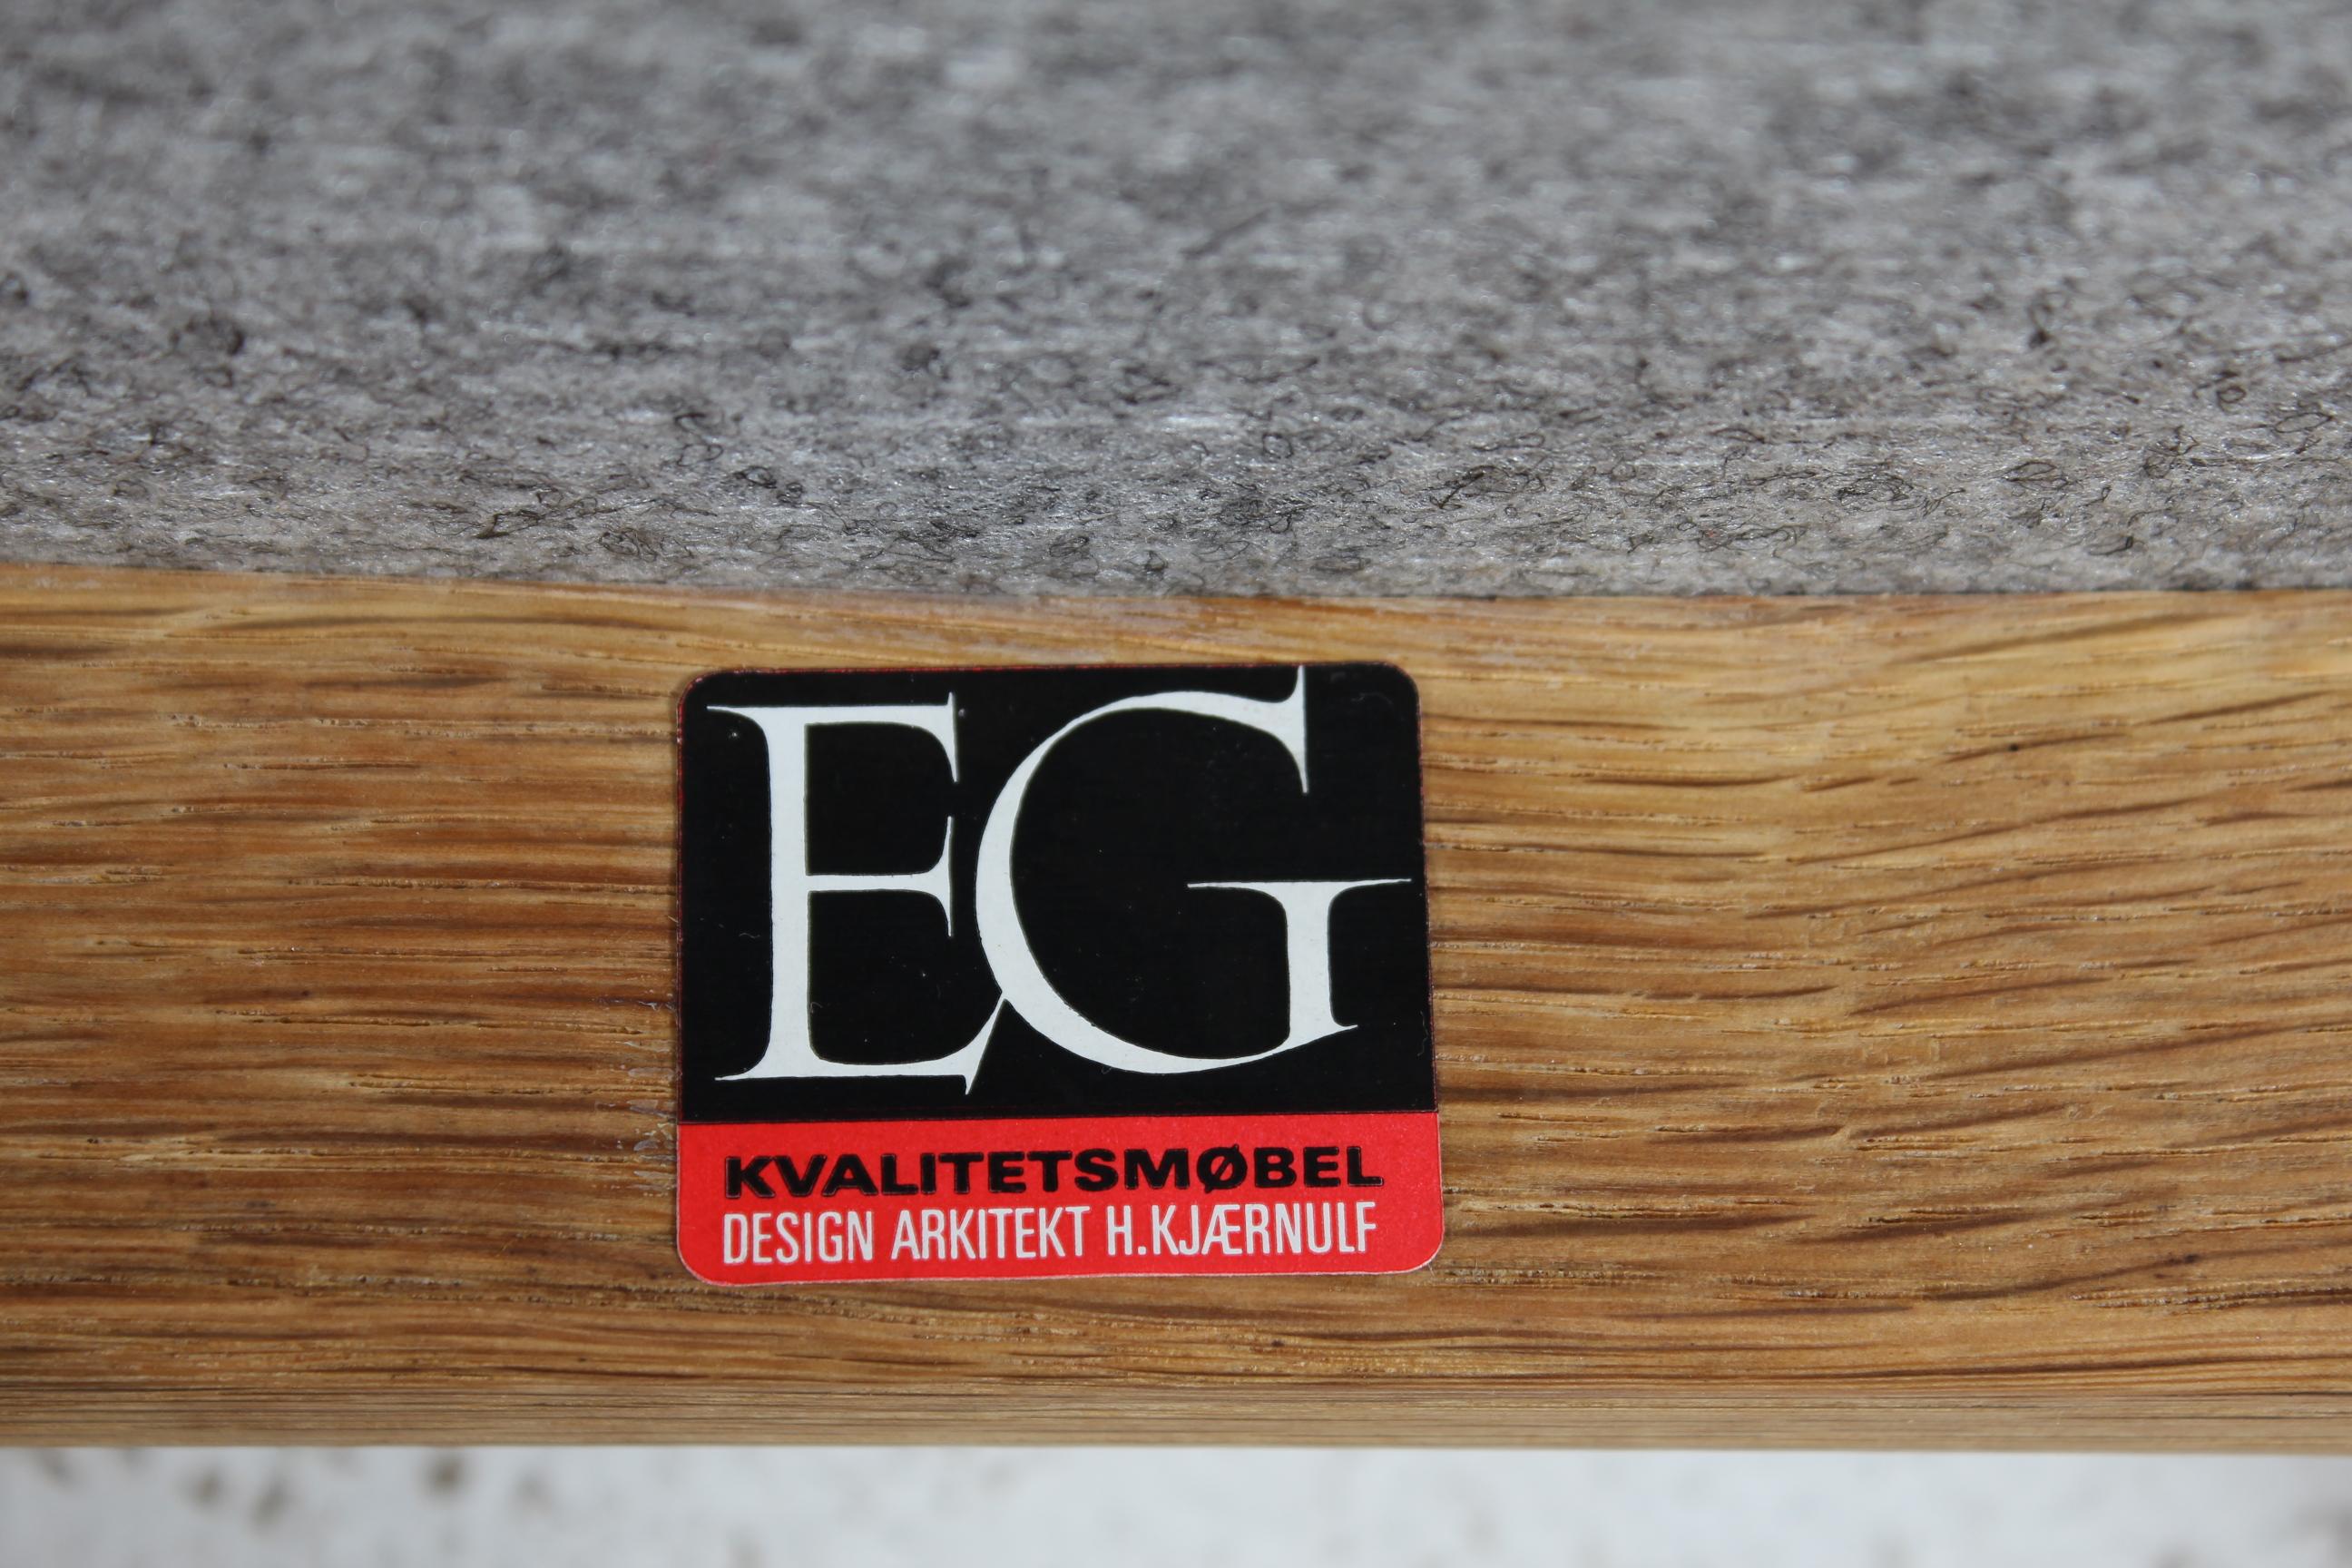 EG
KVALITETSMØBEL
DESIGN ARKITEKT H.KJÆRNULF